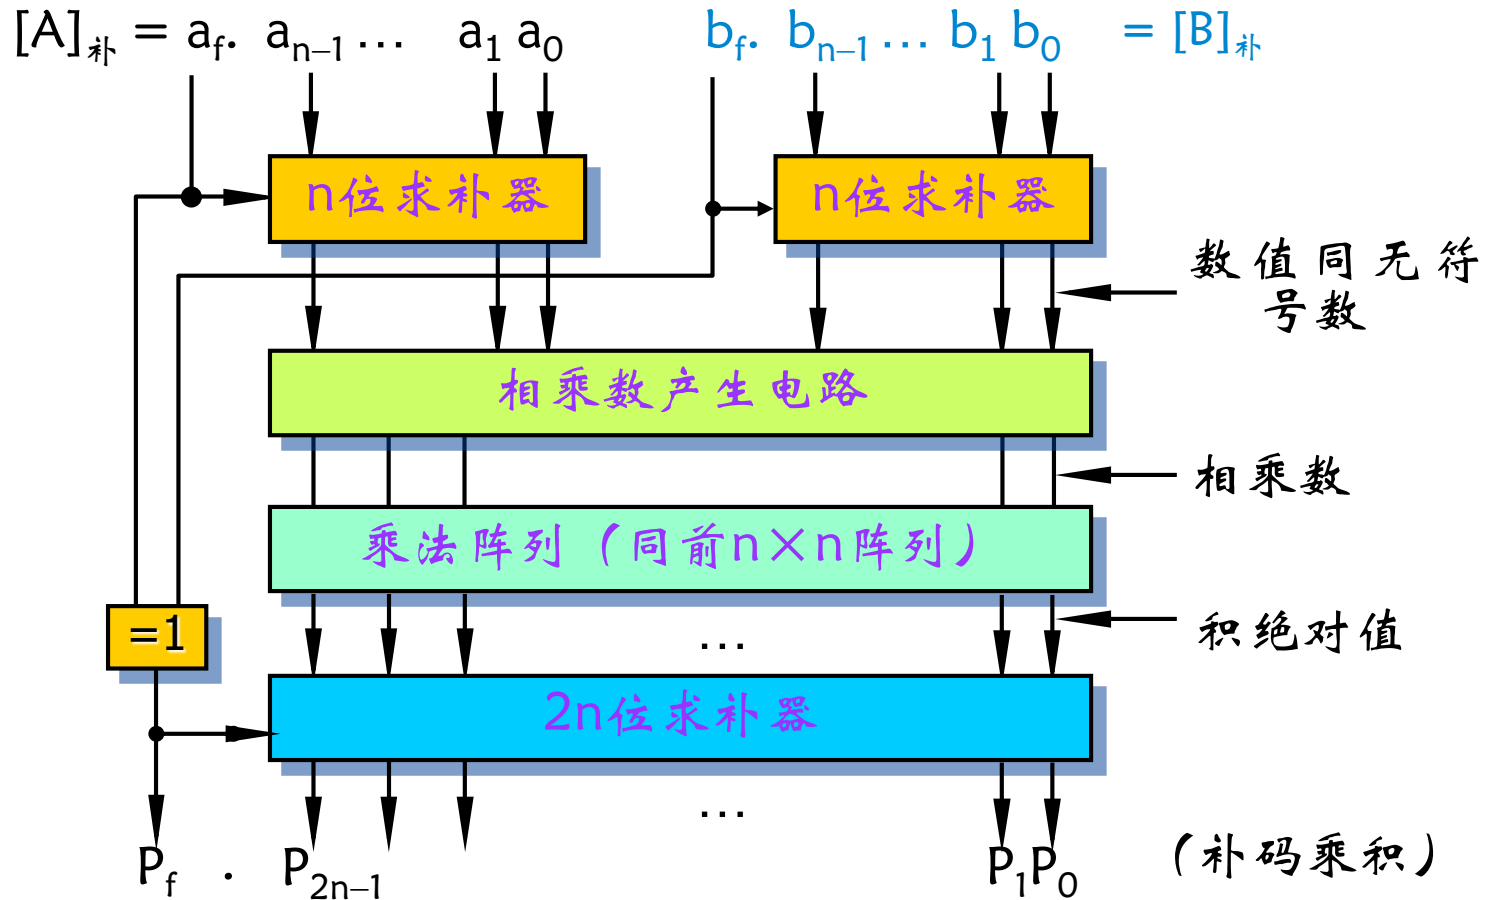 [A]补 = af. an-1 … a1 a0 bf. bn-1 … b1 b0 = [B]补
n位求补器 n位求补器
数值同无符
号数
相乘数产生电路
相乘数
乘法阵列（同前n×n阵列）
=1
积绝对值
…
2n位求补器
…
Pf . P2n-1 P1P0 （补码乘积）